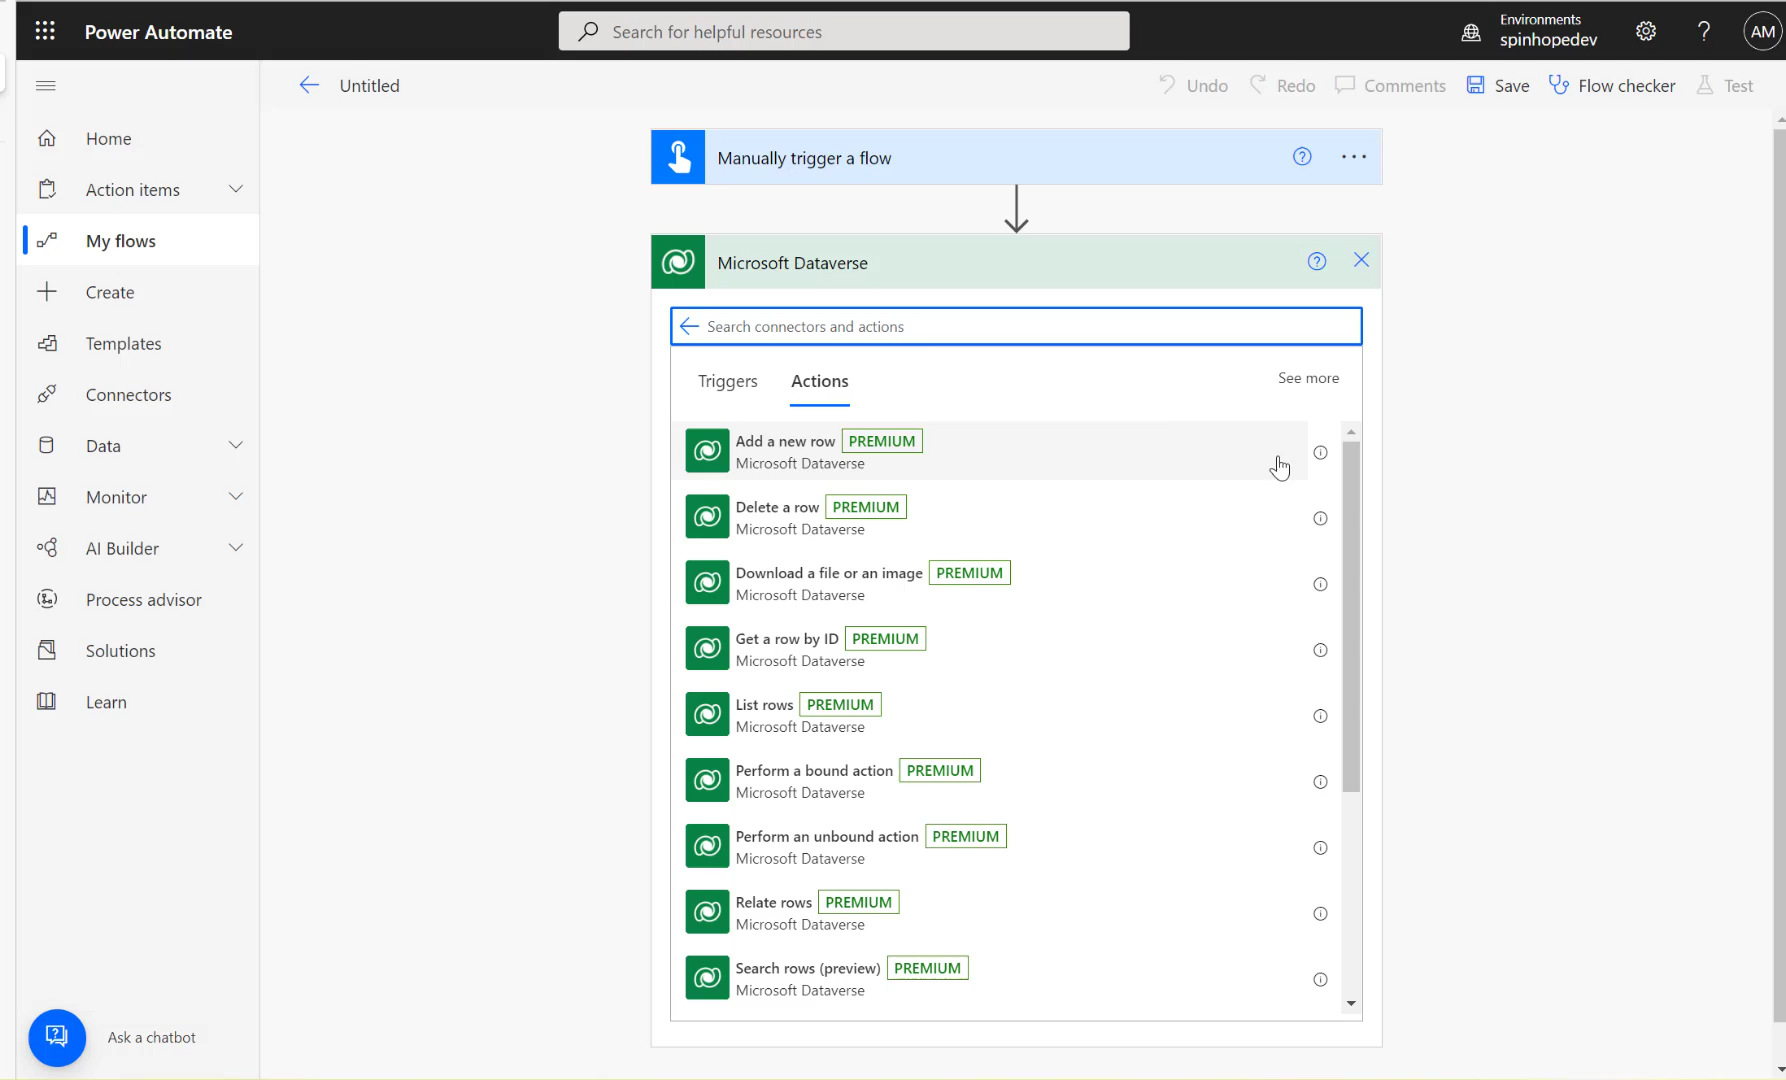 Power Automate
Search for helpful resources
Environments
spinhopedev
AM
Untitled
Undo
Redo
Comments
Save
Flow checker
Test
Home
Action items
My flows
Create
Templates
Connectors
Data
Monitor
AI Builder
Process advisor
Solutions
Learn
Ask a chatbot
Manually trigger a flow
Microsoft Dataverse
Search connectors and actions
Triggers
Actions
See more
Add a new row PREMIUM
Microsoft Dataverse
Delete a row PREMIUM
Microsoft Dataverse
Download a file or an image PREMIUM
Microsoft Dataverse
Get a row by ID PREMIUM
Microsoft Dataverse
List rows PREMIUM
Microsoft Dataverse
Perform a bound action PREMIUM
Microsoft Dataverse
Perform an unbound action PREMIUM
Microsoft Dataverse
Relate rows PREMIUM
Microsoft Dataverse
Search rows (preview) PREMIUM
Microsoft Dataverse